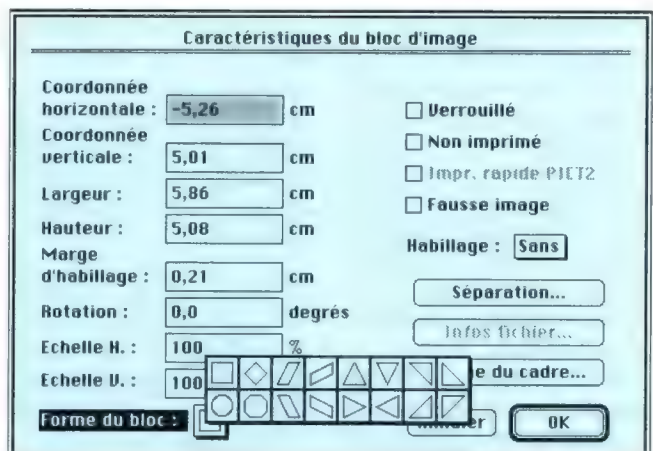 Caractéristiques du bloc d'image
Coordonnée
horizontale : -5,26 cm
Coordonnée
verticale : 5,01 cm
Largeur : 5,86 cm
Hauteur : 5,08 cm
Marge
d'habillage : 0,21 cm
Rotation : 0,0 degrés
Echelle H. : 100 %
Echelle V. : 100
Forme du bloc :
Verrouillé
Non imprimé
Impr. rapide PICT2
Fausse image
Habillage : Sans
Séparation...
Infos fichier...
du cadre...
OK